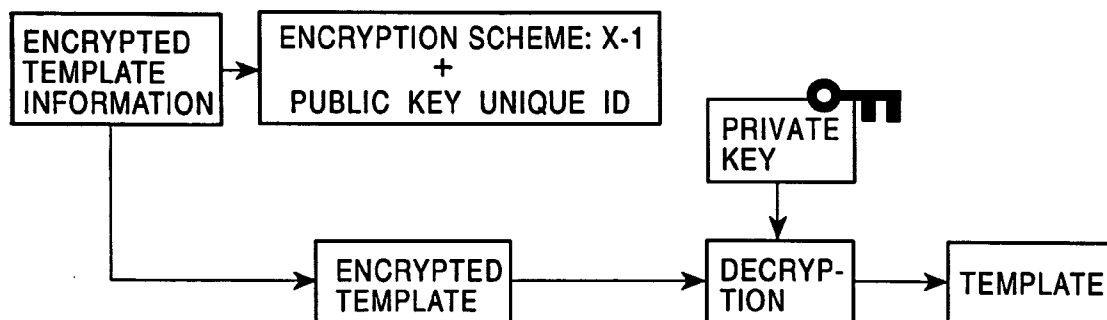 ENCRYPTED
TEMPLATE
INFORMATION
ENCRYPTION SCHEME: X-1
+
PUBLIC KEY UNIQUE ID
PRIVATE
KEY
ENCRYPTED
TEMPLATE
DECRYP-
TION
TEMPLATE